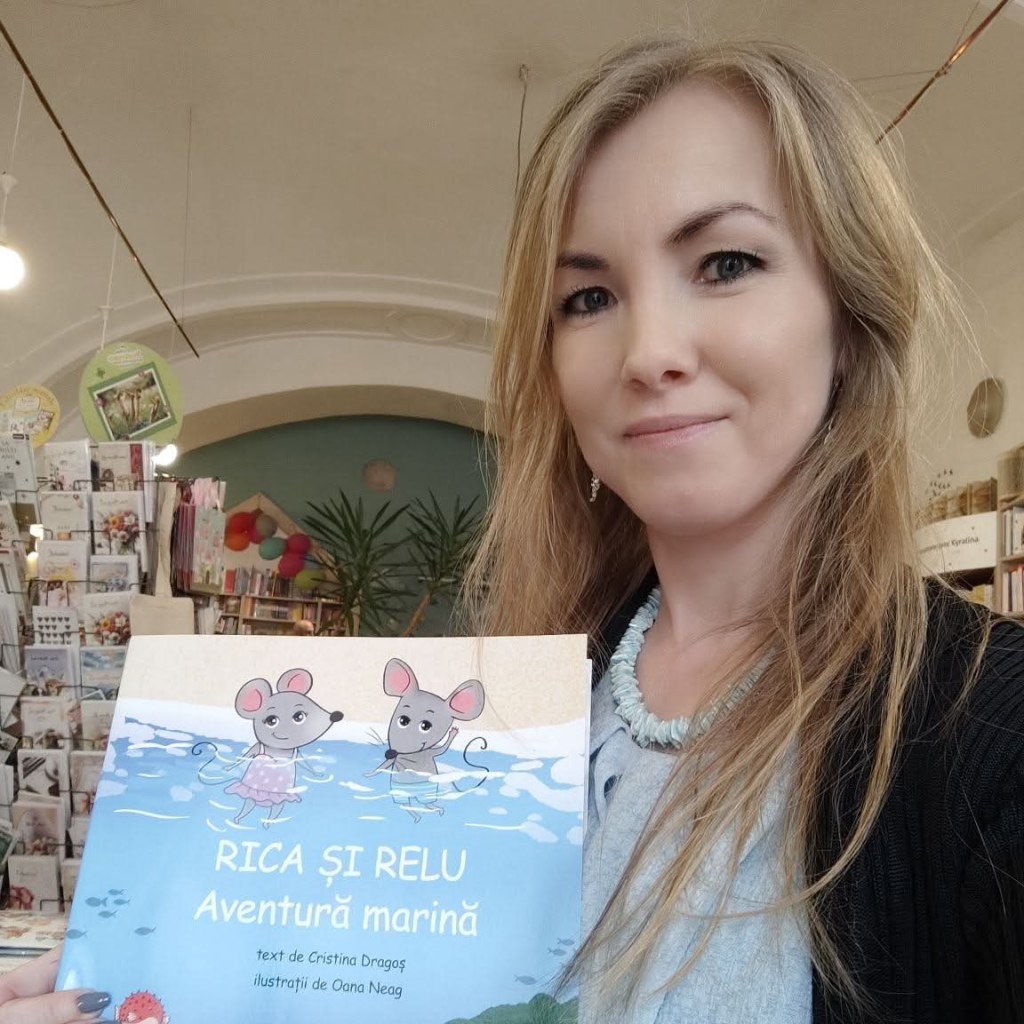 RICA ȘI RELU
Aventură marină
text de Cristina Dragoș
ilustrații de Oana Neag